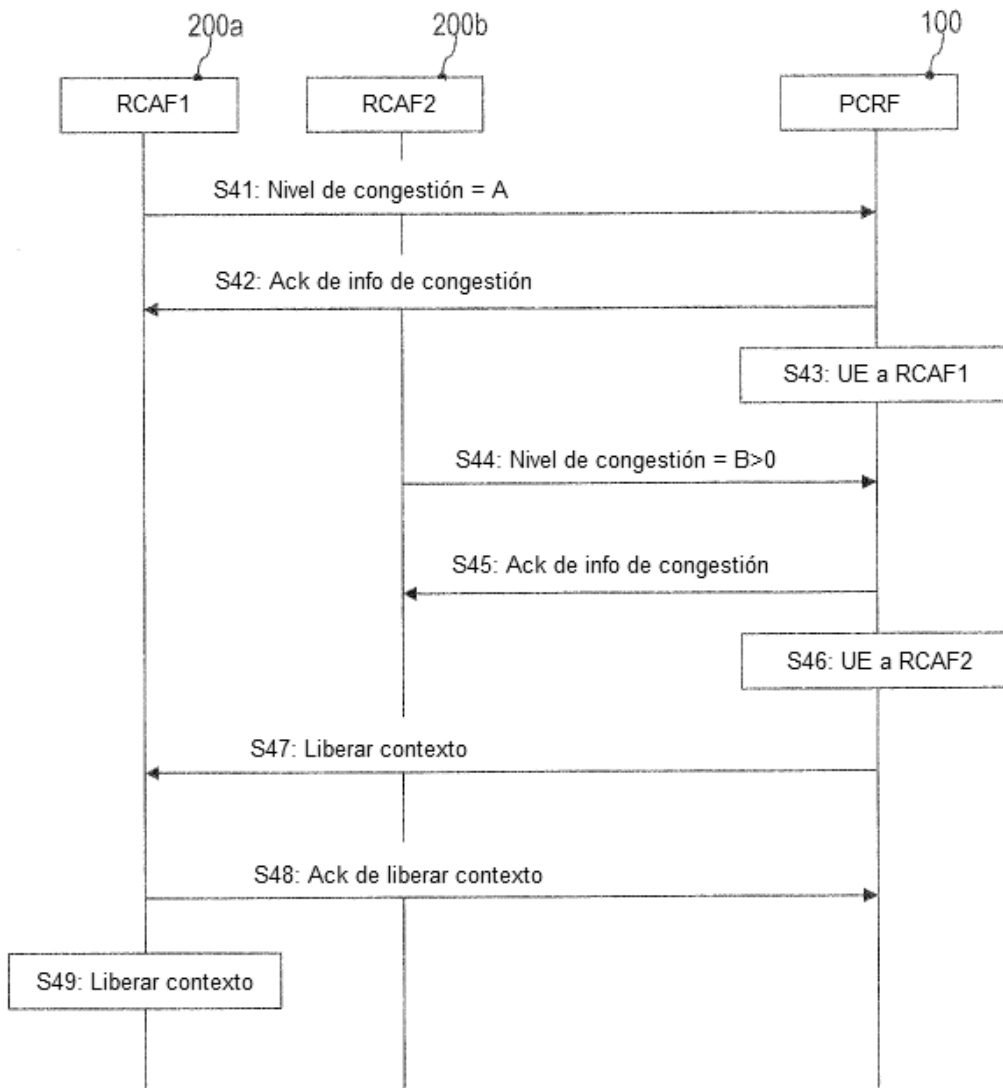 200a
200b
100
RCAF1
RCAF2
PCRF
S41: Nivel de congestión = A
S42: Ack de info de congestión
S43: UE a RCAF1
S44: Nivel de congestión = B>0
S45: Ack de info de congestión
S46: UE a RCAF2
S47: Liberar contexto
S48: Ack de liberar contexto
S49: Liberar contexto